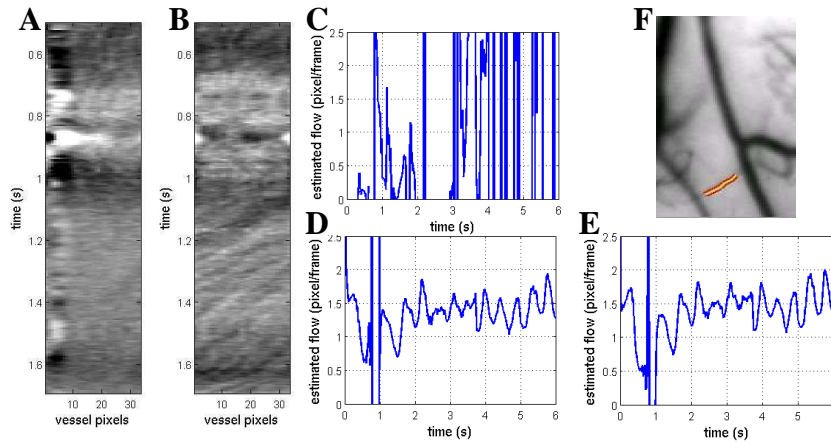 A
B
C
F
0.6
0.8
1
1.2
1.4
1.6
time (s)
10 20 30
vessel pixels
0.6
0.8
1
1.2
1.4
1.6
time (s)
10 20 30
vessel pixels
2.5
2
1.5
1
0.5
0
estimated flow (pixel/frame)
0 1 2 3 4 5 6
time (s)
D
E
2.5
2
1.5
1
0.5
0
estimated flow (pixel/frame)
0 1 2 3 4 5 6
time (s)
2.5
2
1.5
1
0.5
0
estimated flow (pixel/frame)
0 1 2 3 4 5
time (s)